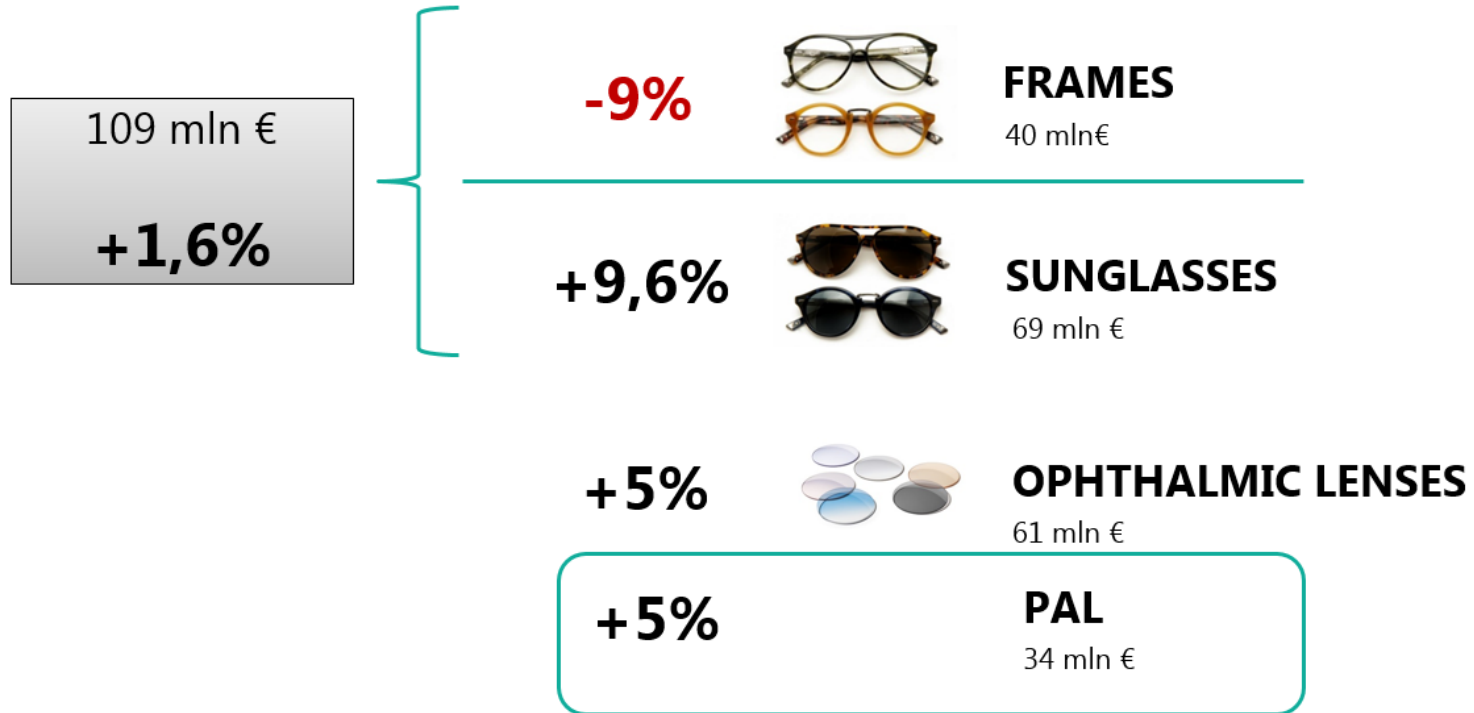 109 mln €
+1,6%
-9%
FRAMES
40 mln€
+9,6%
SUNGLASSES
69 mln €
+5%
OPHTHALMIC LENSES
61 mln €
+5%
PAL
34 mln €